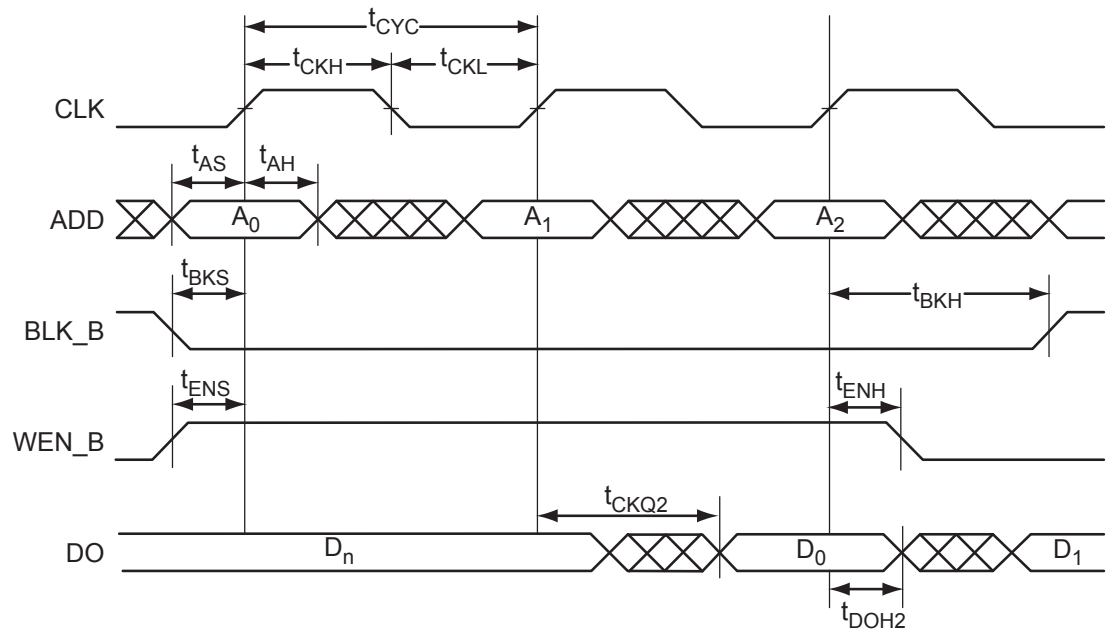 tCYC
tCKH tCKL
CLK
tAS tAH
ADD A0 A1 A2
tBKS tBKH
BLK_B
tENS tENH
WEN_B
tCKQ2
DO Dn D0 D1
tDOH2